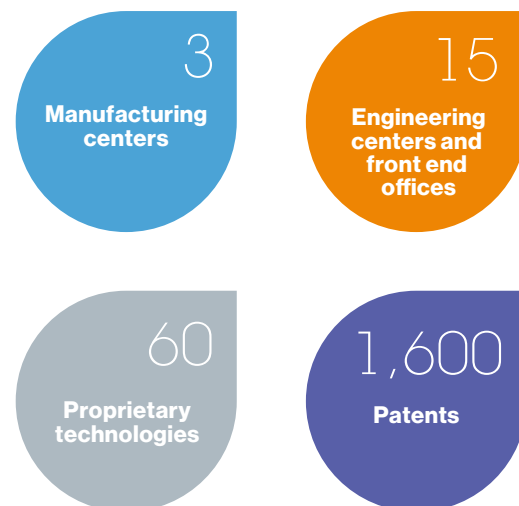 3
Manufacturing
centers
15
Engineering
centers and
front end
offices
60
Proprietary
technologies
1,600
Patents